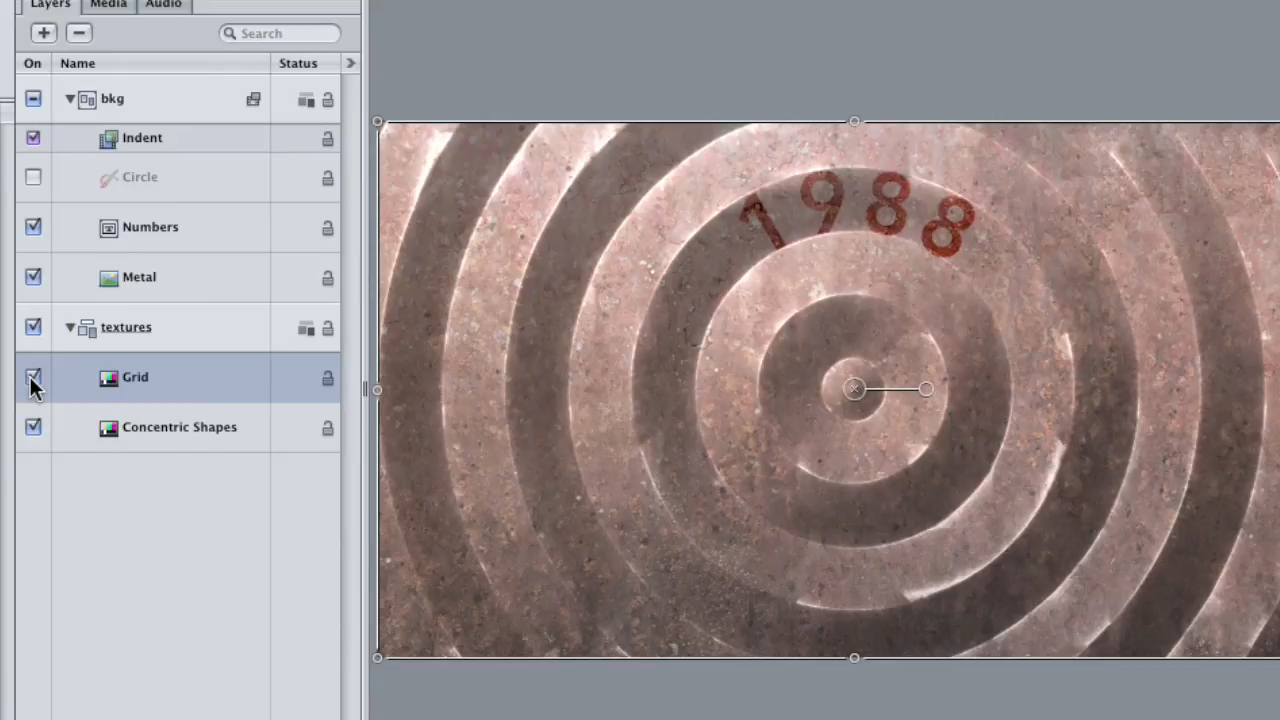 Layers Media Audio
Search
On Name Status
bkg
Indent
Circle
Numbers
Metal
textures
Grid
Concentric Shapes
1988